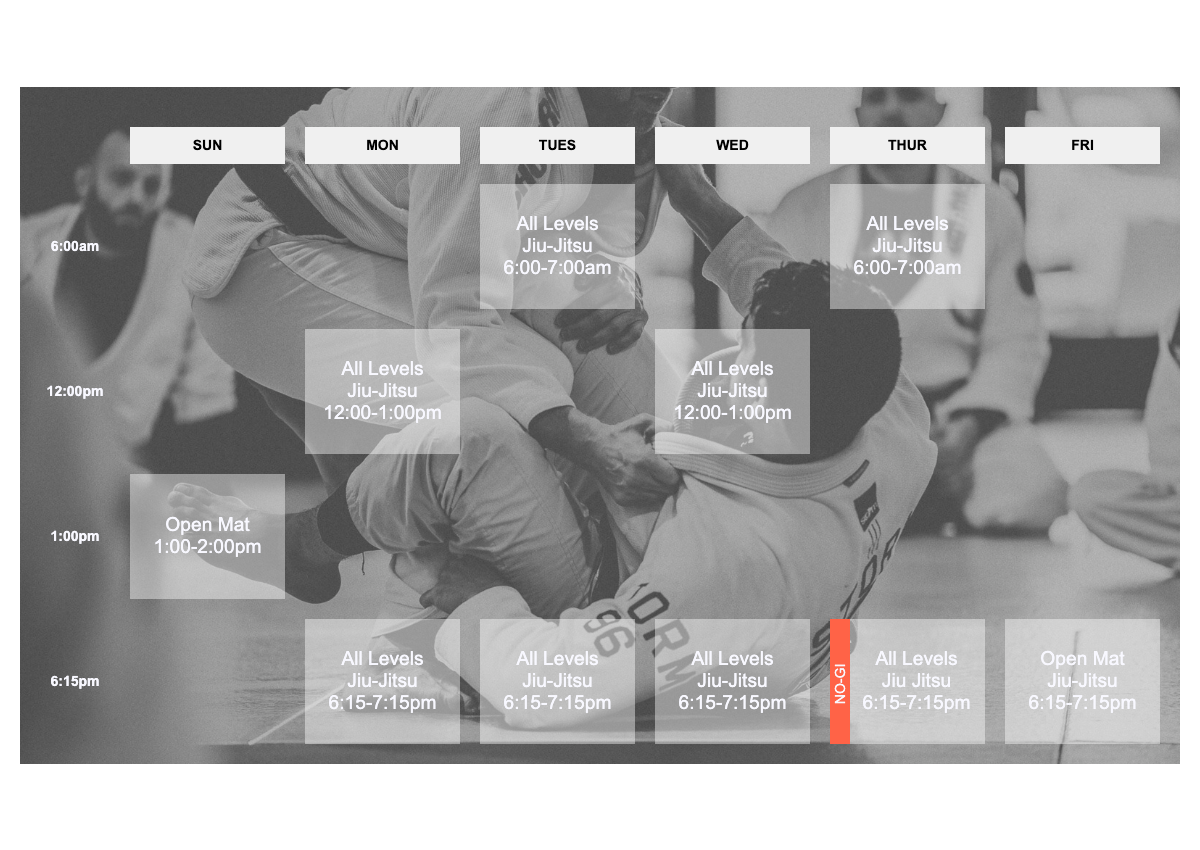 SUN
MON
TUES
WED
THUR
FRI
6:00am
All Levels
Jiu-Jitsu
6:00-7:00am
All Levels
Jiu-Jitsu
6:00-7:00am
12:00pm
All Levels
Jiu-Jitsu
12:00-1:00pm
All Levels
Jiu-Jitsu
12:00-1:00pm
1:00pm
Open Mat
1:00-2:00pm
6:15pm
All Levels
Jiu-Jitsu
6:15-7:15pm
All Levels
Jiu-Jitsu
6:15-7:15pm
All Levels
Jiu-Jitsu
6:15-7:15pm
NO-GI
All Levels
Jiu Jitsu
6:15-7:15pm
Open Mat
Jiu-Jitsu
6:15-7:15pm
STORM
96